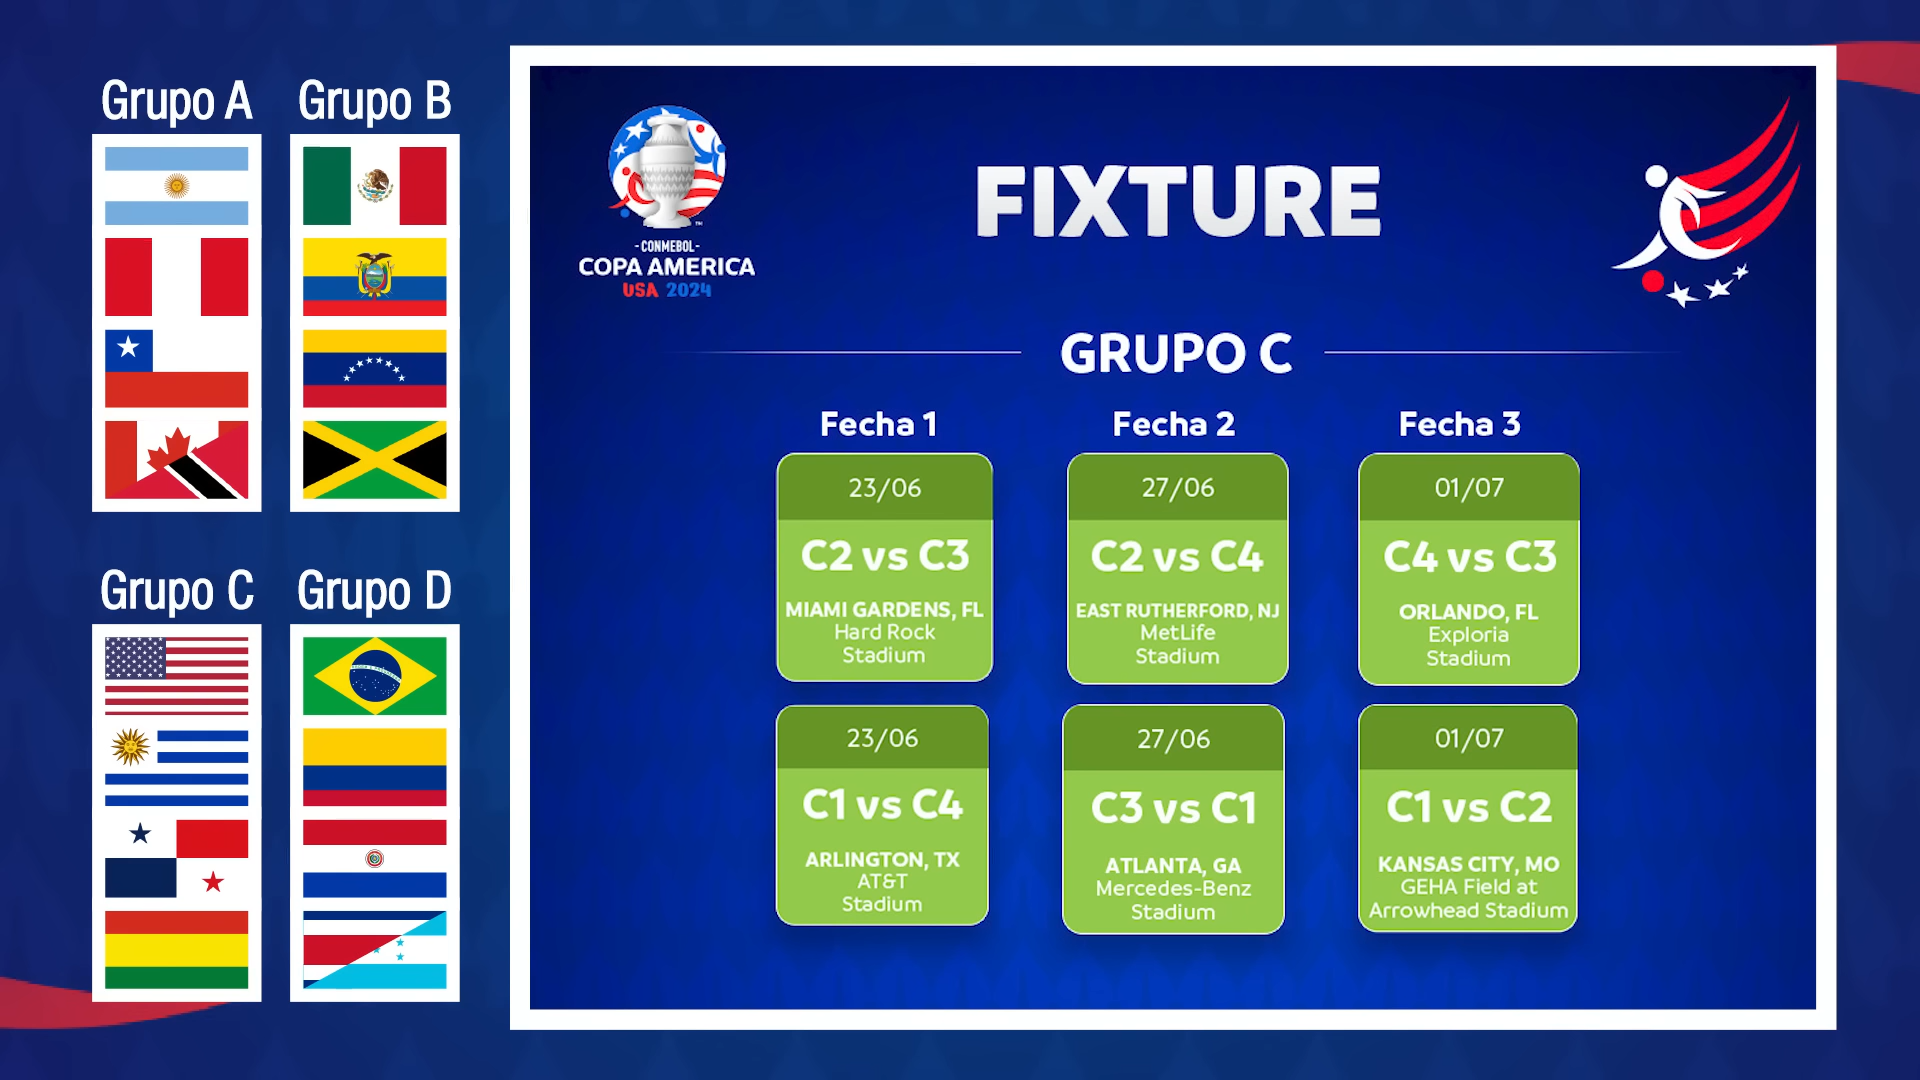 Grupo A
Grupo B
Grupo C
Grupo D
- CONMEBOL -
COPA AMERICA
USA 2024
™
FIXTURE
GRUPO C
Fecha 1
Fecha 2
Fecha 3
23/06
C2 vs C3
MIAMI GARDENS, FL
Hard Rock
Stadium
27/06
C2 vs C4
EAST RUTHERFORD, NJ
MetLife
Stadium
01/07
C4 vs C3
ORLANDO, FL
Exploria
Stadium
23/06
C1 vs C4
ARLINGTON, TX
AT&T
Stadium
27/06
C3 vs C1
ATLANTA, GA
Mercedes-Benz
Stadium
01/07
C1 vs C2
KANSAS CITY, MO
GEHA Field at
Arrowhead Stadium